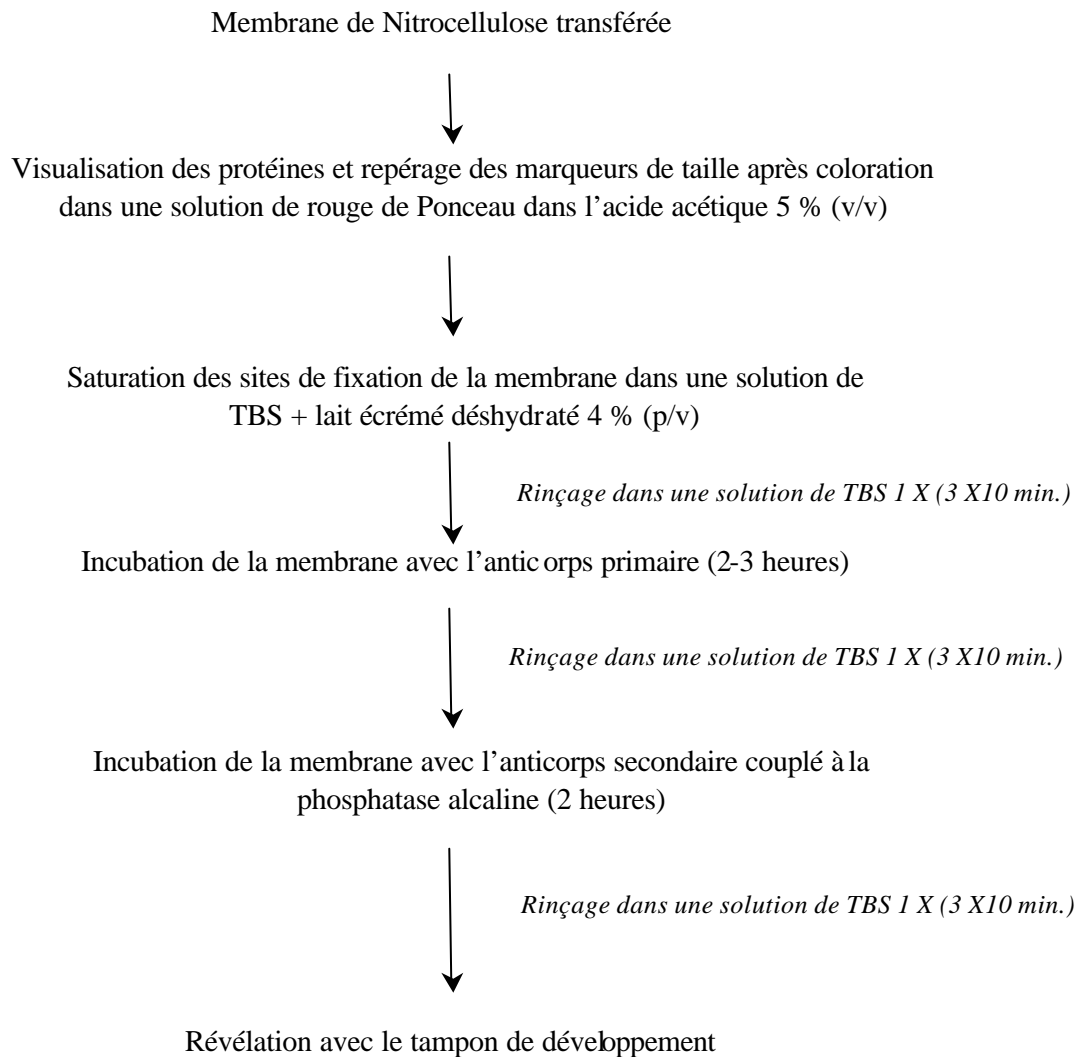 Membrane de Nitrocellulose transférée
Visualisation des protéines et repérage des marqueurs de taille après coloration
dans une solution de rouge de Ponceau dans l’acide acétique 5 % (v/v)
Saturation des sites de fixation de la membrane dans une solution de
TBS + lait écrémé déshydraté 4 % (p/v)
Rinçage dans une solution de TBS 1 X (3 X10 min.)
Incubation de la membrane avec l’anticorps primaire (2-3 heures)
Rinçage dans une solution de TBS 1 X (3 X10 min.)
Incubation de la membrane avec l’anticorps secondaire couplé à la
phosphatase alcaline (2 heures)
Rinçage dans une solution de TBS 1 X (3 X10 min.)
Révélation avec le tampon de développement